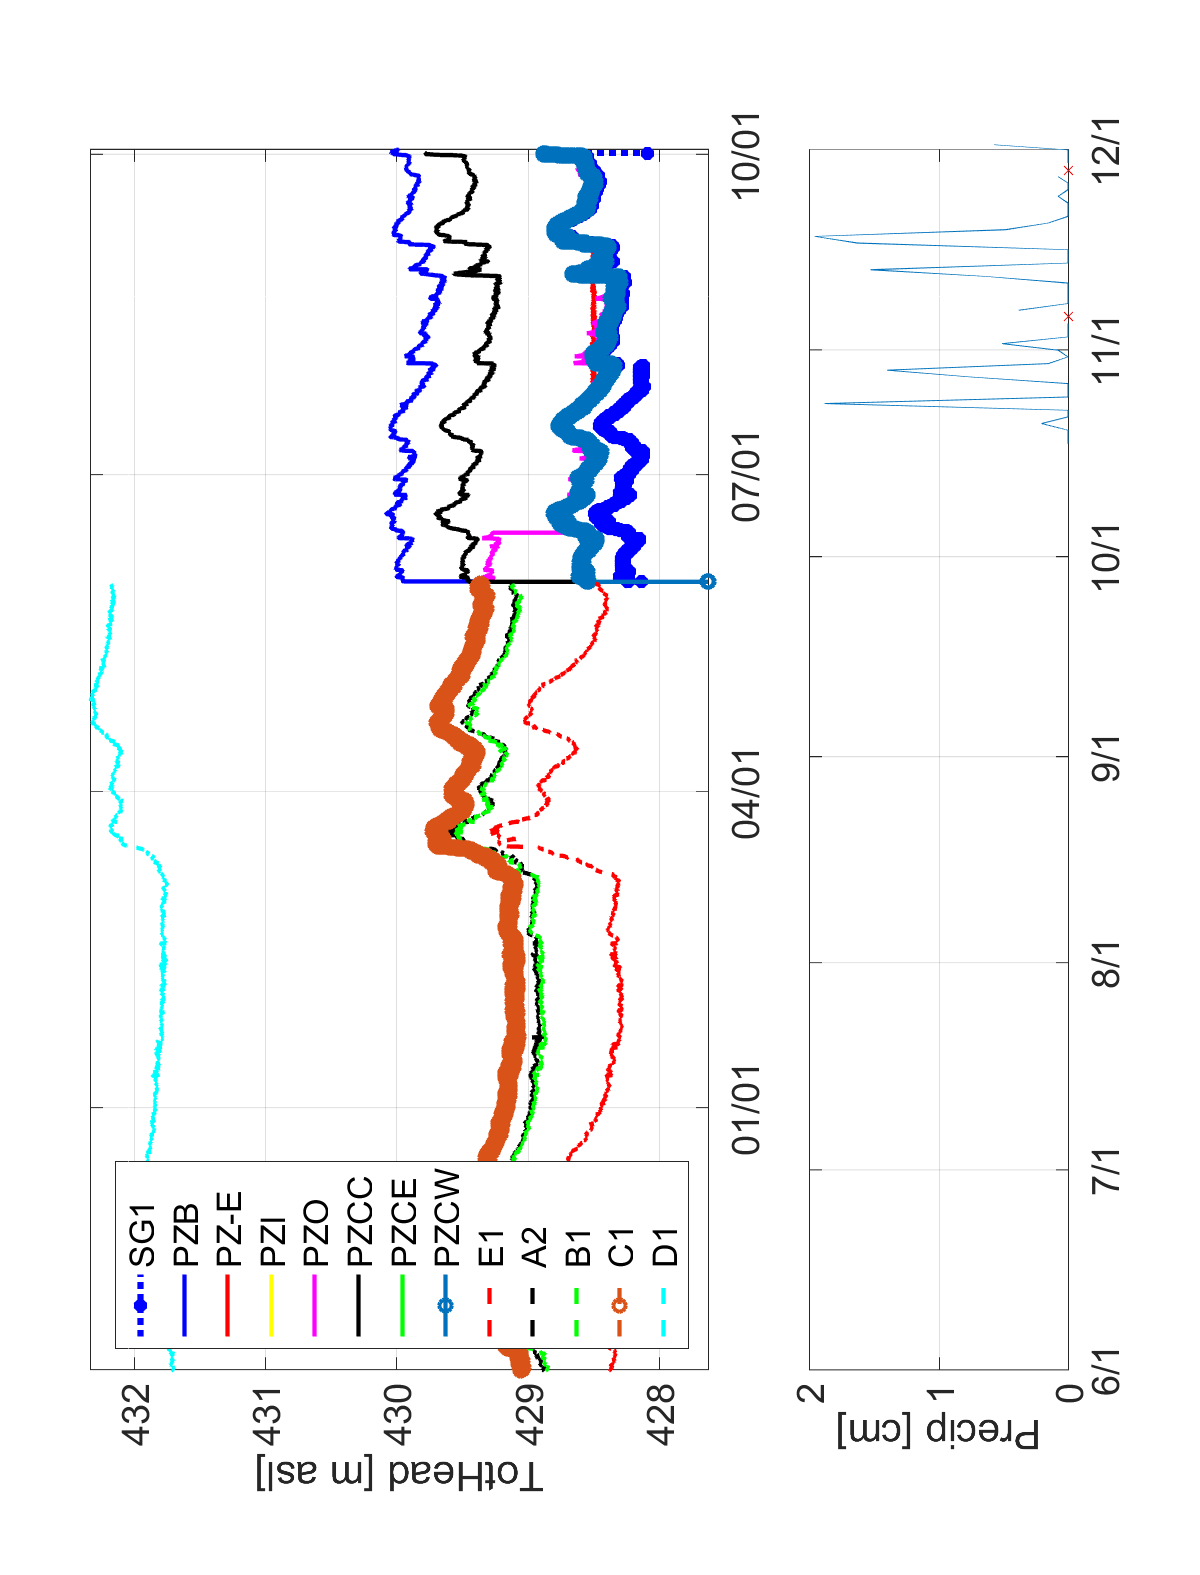 TotHead [m asl]
432
431
430
429
428
01/01
04/01
07/01
10/01
SG1
PZB
PZ-E
PZI
PZO
PZCC
PZCE
PZCW
E1
A2
B1
C1
D1
Precip [cm]
2
1
0
6/1
7/1
8/1
9/1
10/1
11/1
12/1